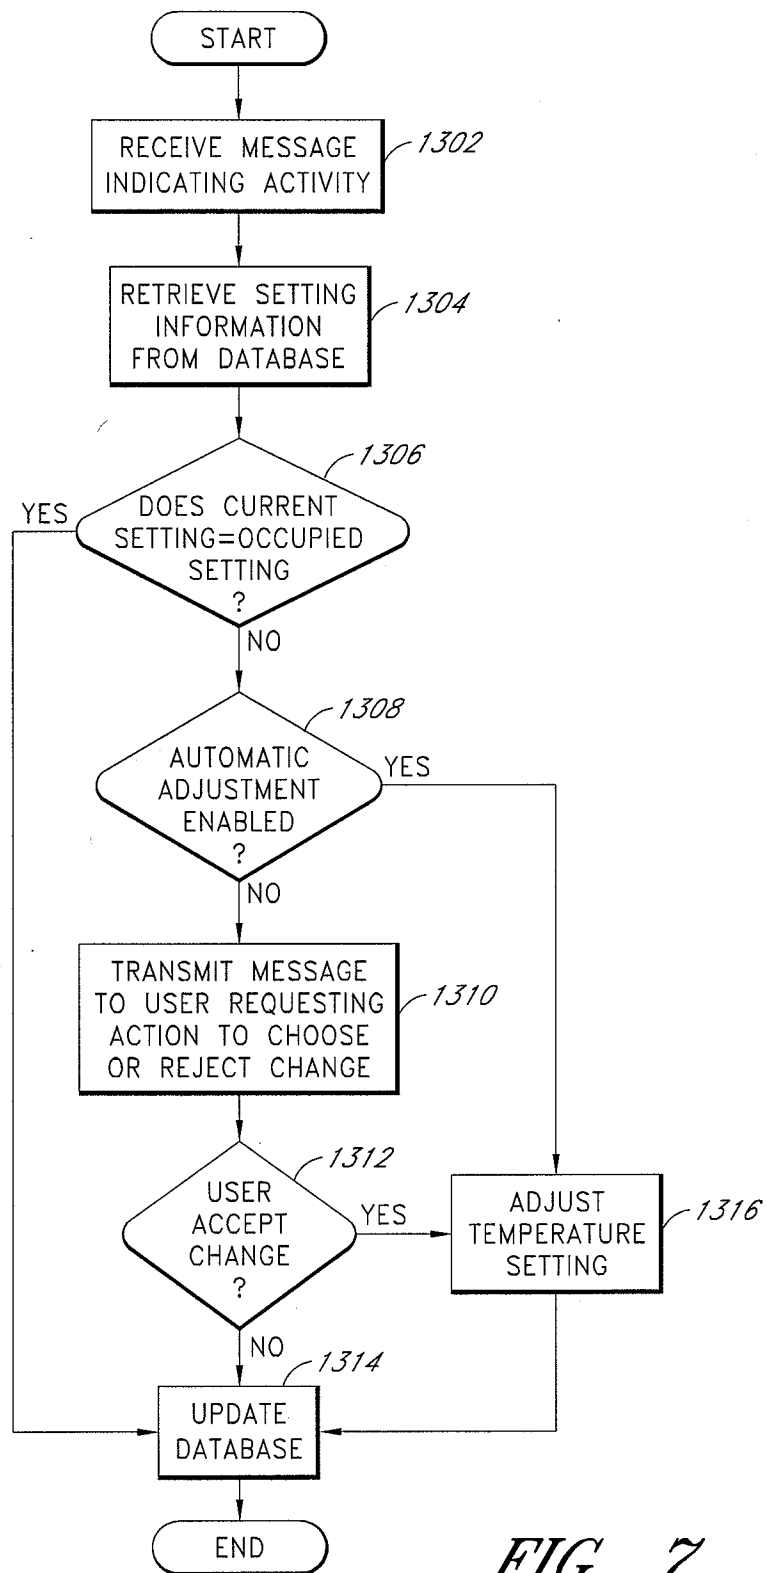 START
RECEIVE MESSAGE
INDICATING ACTIVITY
1302
RETRIEVE SETTING
INFORMATION
FROM DATABASE
1304
1306
DOES CURRENT
SETTING=OCCUPIED
SETTING
?
YES
NO
1308
AUTOMATIC
ADJUSTMENT
ENABLED
?
YES
NO
TRANSMIT MESSAGE
TO USER REQUESTING
ACTION TO CHOOSE
OR REJECT CHANGE
1310
1312
USER
ACCEPT
CHANGE
?
YES
NO
ADJUST
TEMPERATURE
SETTING
1316
1314
UPDATE
DATABASE
END
FIG. 7